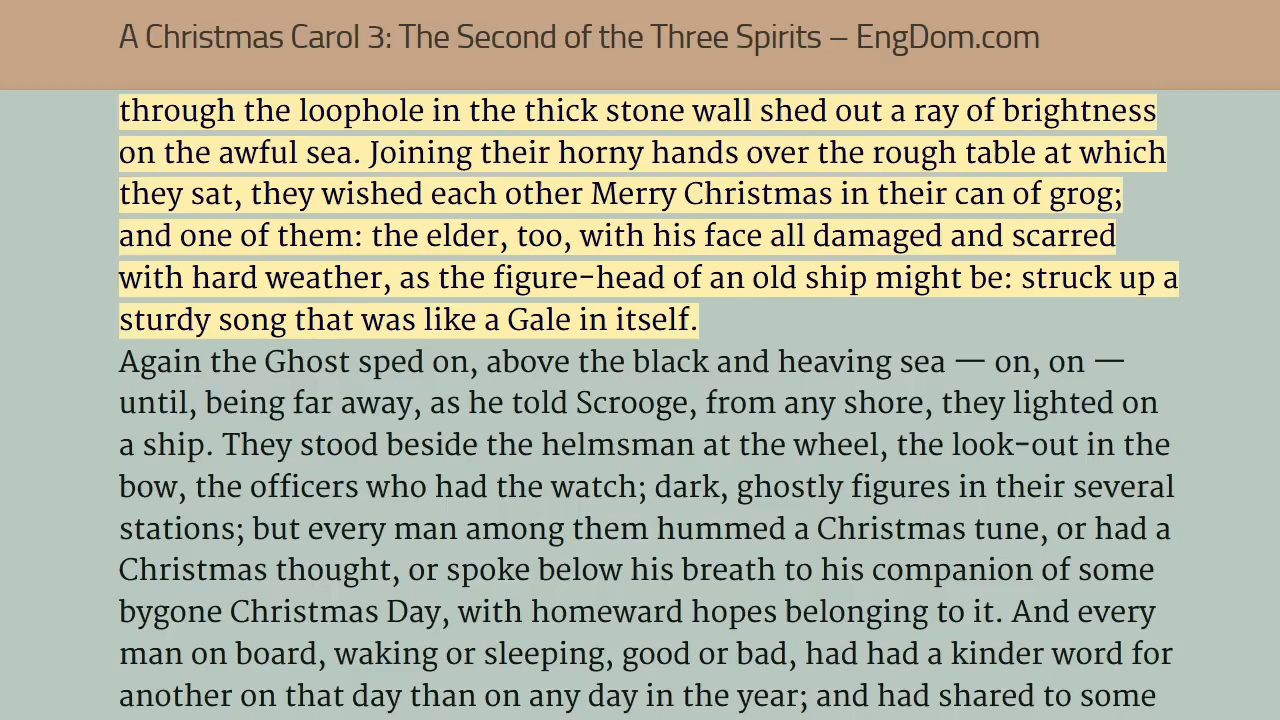 A Christmas Carol 3: The Second of the Three Spirits – EngDom.com
through the loophole in the thick stone wall shed out a ray of brightness
on the awful sea. Joining their horny hands over the rough table at which
they sat, they wished each other Merry Christmas in their can of grog;
and one of them: the elder, too, with his face all damaged and scarred
with hard weather, as the figure-head of an old ship might be: struck up a
sturdy song that was like a Gale in itself.
Again the Ghost sped on, above the black and heaving sea — on, on —
until, being far away, as he told Scrooge, from any shore, they lighted on
a ship. They stood beside the helmsman at the wheel, the look-out in the
bow, the officers who had the watch; dark, ghostly figures in their several
stations; but every man among them hummed a Christmas tune, or had a
Christmas thought, or spoke below his breath to his companion of some
bygone Christmas Day, with homeward hopes belonging to it. And every
man on board, waking or sleeping, good or bad, had had a kinder word for
another on that day than on any day in the year; and had shared to some